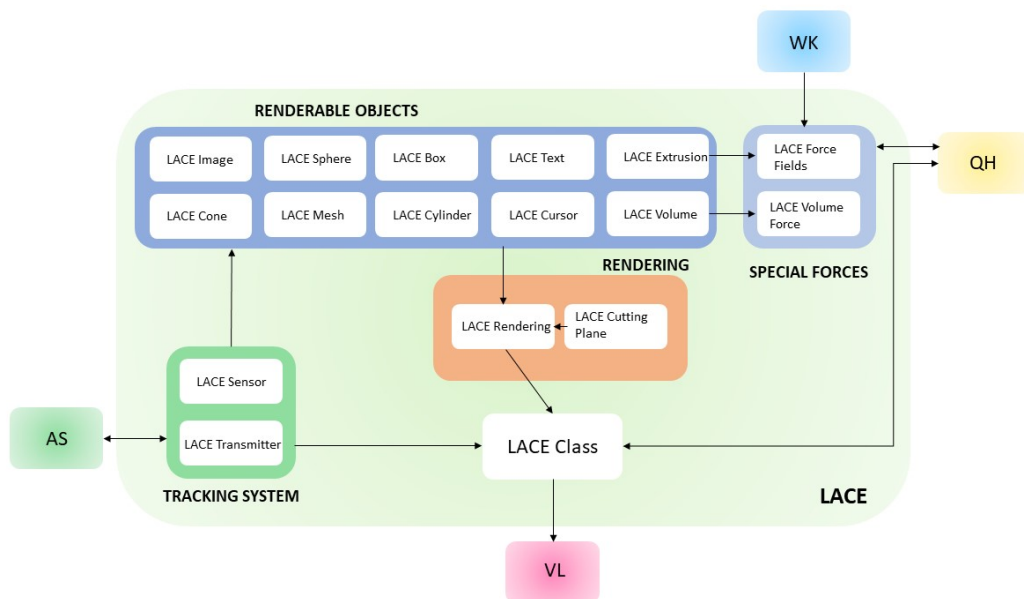 WK
RENDERABLE OBJECTS
LACE Image
LACE Sphere
LACE Box
LACE Text
LACE Extrusion
LACE Force
Fields
QH
LACE Cone
LACE Mesh
LACE Cylinder
LACE Cursor
LACE Volume
LACE Volume
Force
RENDERING
SPECIAL FORCES
LACE Rendering
LACE Cutting
Plane
LACE Sensor
AS
LACE Transmitter
LACE Class
TRACKING SYSTEM
LACE
VL